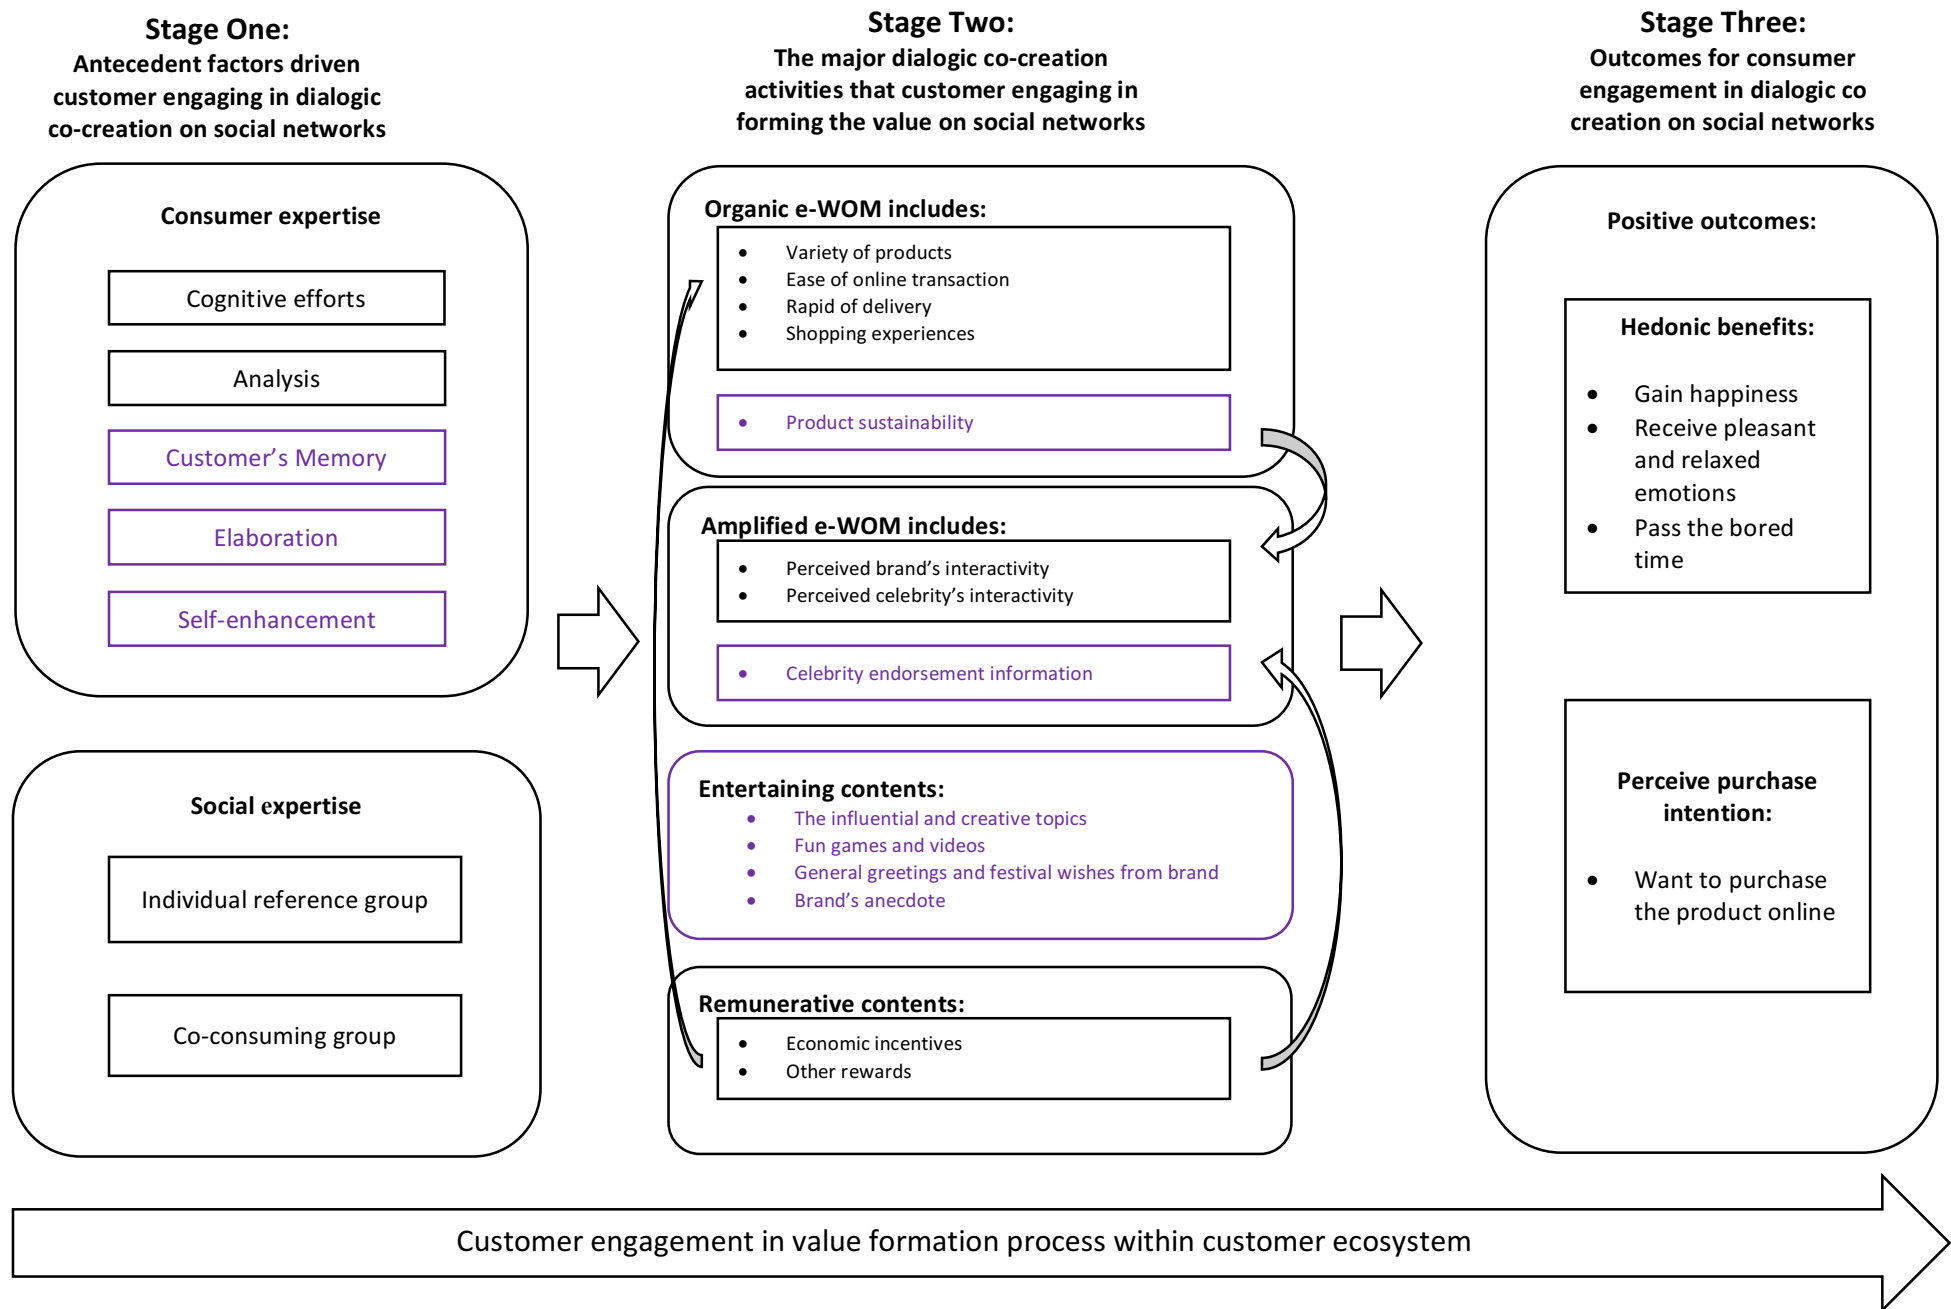 Stage One:
Antecedent factors driven
customer engaging in dialogic
co-creation on social networks
Consumer expertise
Cognitive efforts
Analysis
Customer’s Memory
Elaboration
Self-enhancement
Social expertise
Individual reference group
Co-consuming group
Stage Two:
The major dialogic co-creation
activities that customer engaging in
forming the value on social networks
Organic e-WOM includes:
• Variety of products
• Ease of online transaction
• Rapid of delivery
• Shopping experiences
• Product sustainability
Amplified e-WOM includes:
• Perceived brand’s interactivity
• Perceived celebrity’s interactivity
• Celebrity endorsement information
Entertaining contents:
• The influential and creative topics
• Fun games and videos
• General greetings and festival wishes from brand
• Brand’s anecdote
Remunerative contents:
• Economic incentives
• Other rewards
Stage Three:
Outcomes for consumer
engagement in dialogic co
creation on social networks
Positive outcomes:
Hedonic benefits:
• Gain happiness
• Receive pleasant
and relaxed
emotions
• Pass the bored
time
Perceive purchase
intention:
• Want to purchase
the product online
Customer engagement in value formation process within customer ecosystem